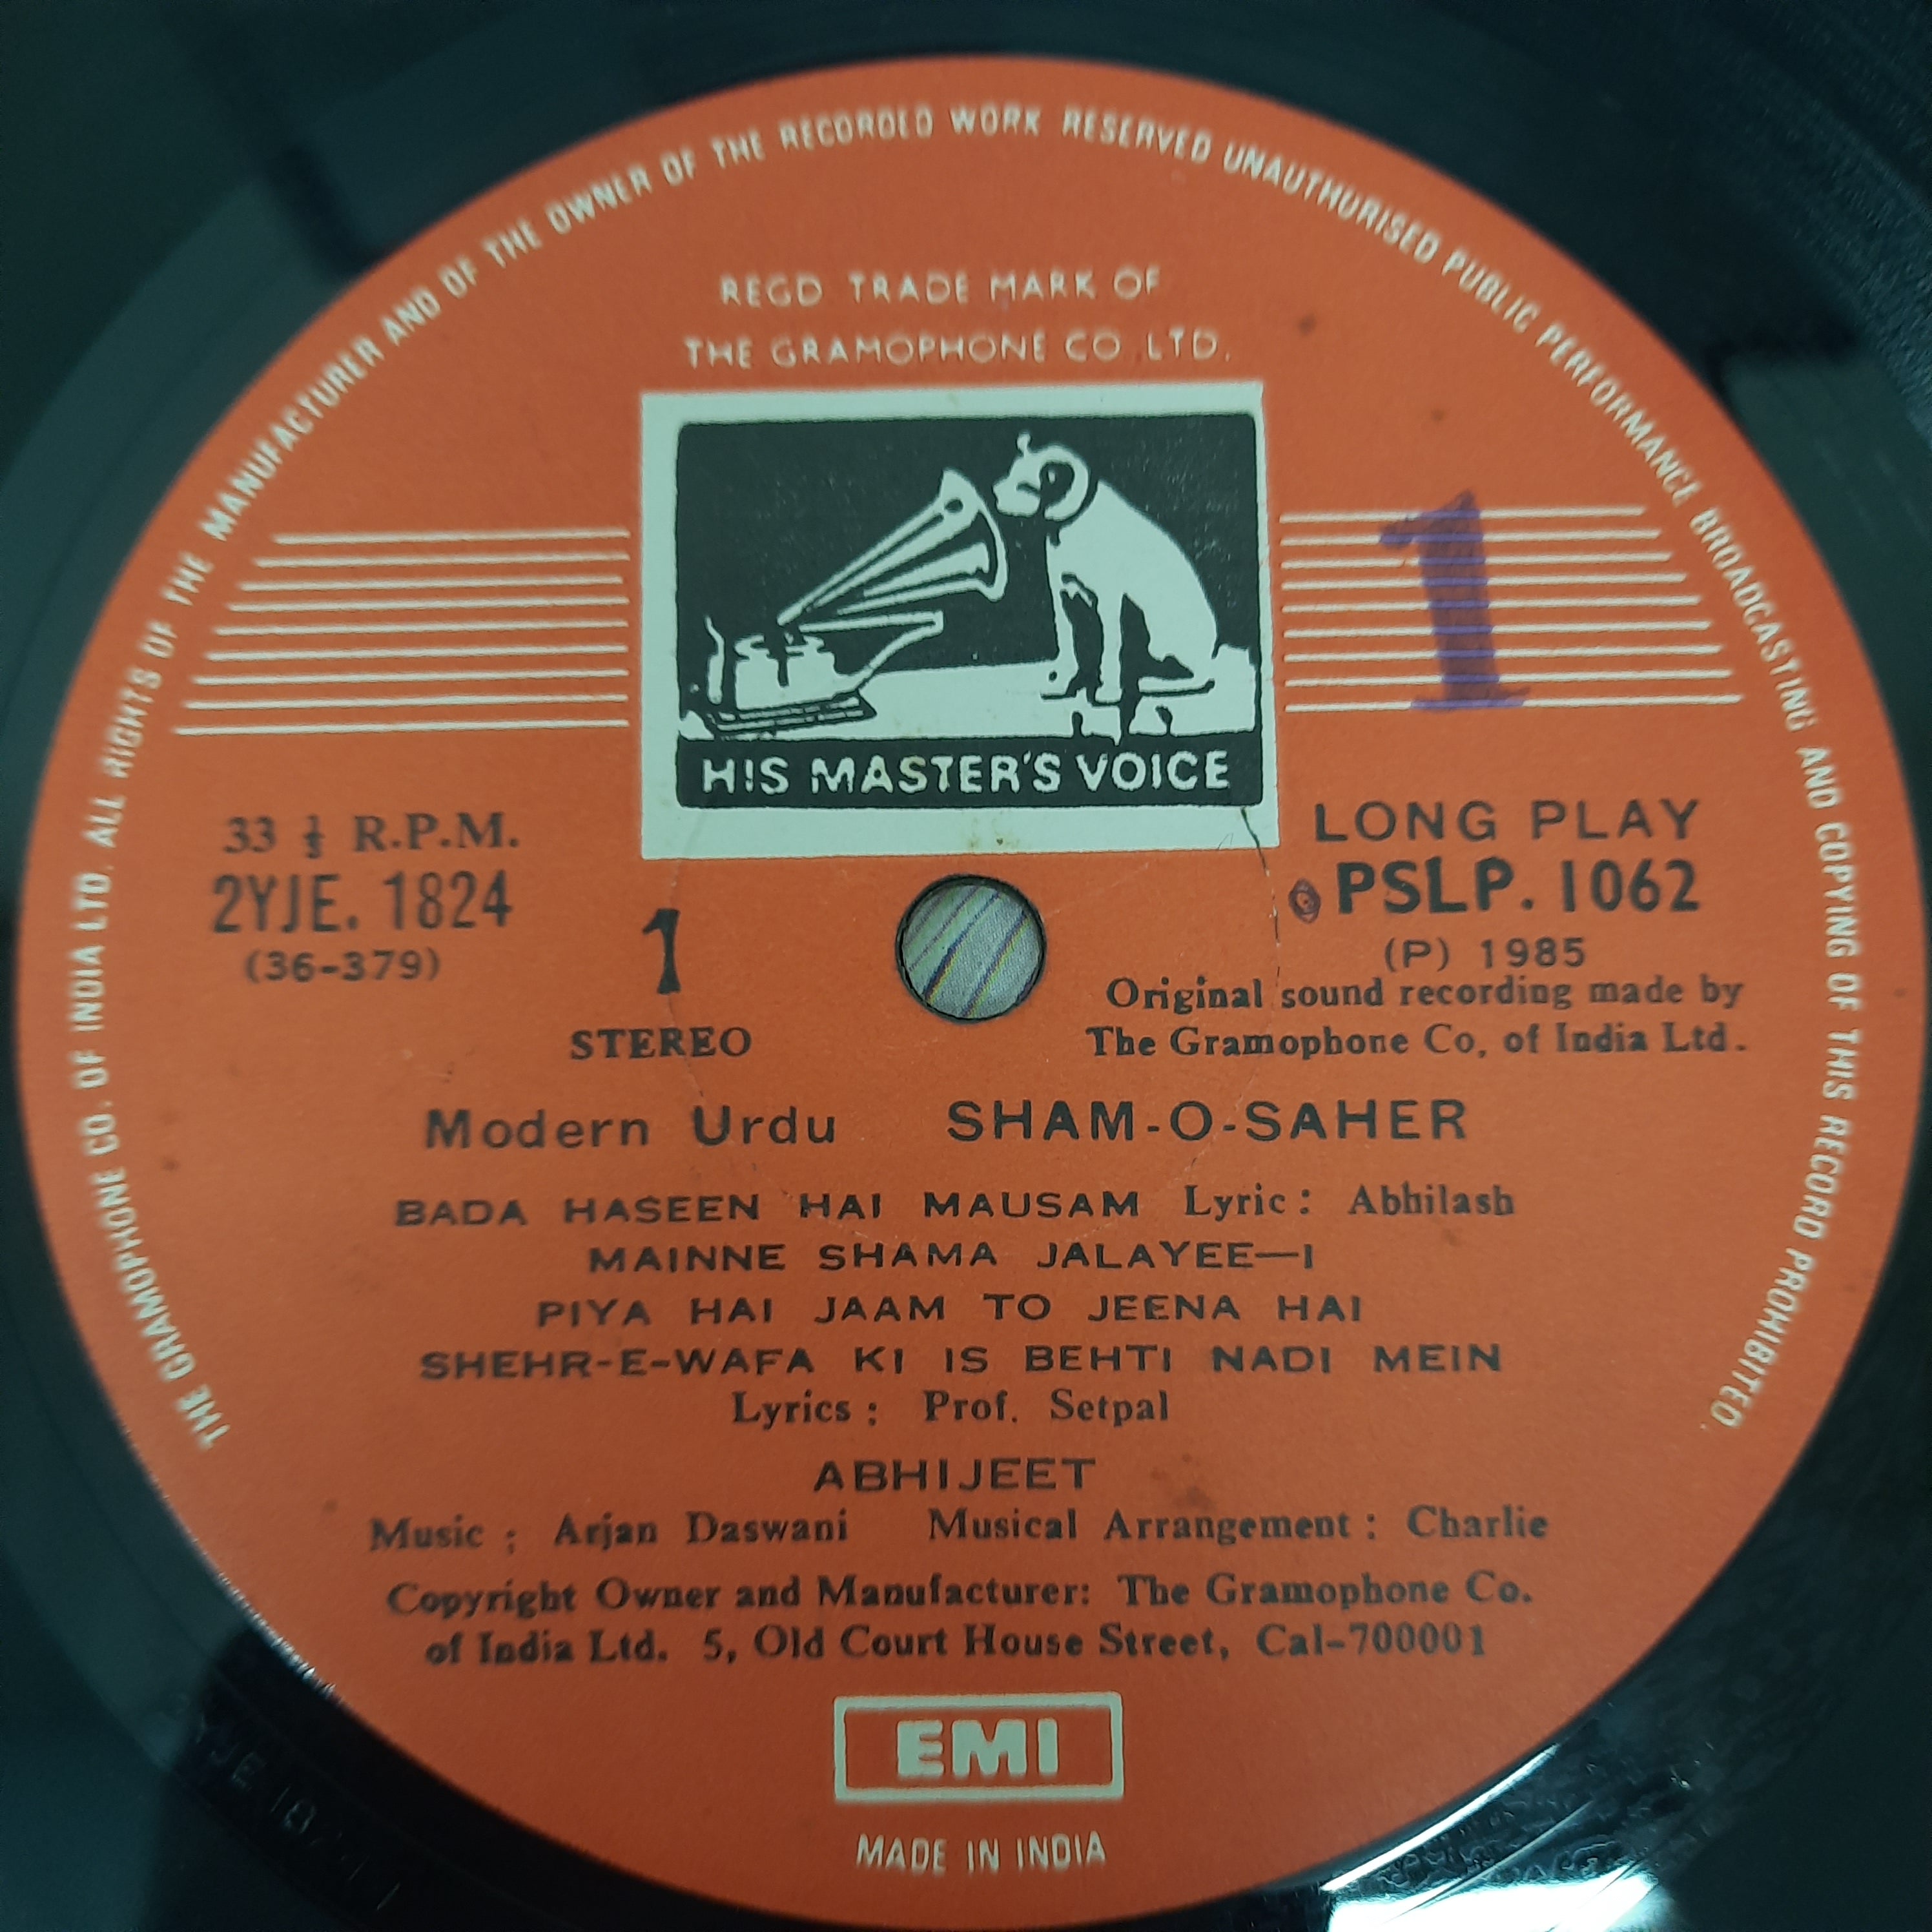 THE GRAMOPHONE CO. OF INDIA LTD. ALL RIGHTS OF THE MANUFACTURER AND OF THE OWNER OF THE RECORDED WORK RESERVED UNAUTHURISED PUBLIC PERFORMANCE BROADCASTING AND COPYING OF THIS RECORD PROHIBITED.
REGD TRADE MARK OF
THE GRAMOPHONE CO. LTD.
1
HIS MASTER'S VOICE
33 ⅓ R.P.M.
2YJE. 1824
(36-379)
1
STEREO
LONG PLAY
PSLP. 1062
(P) 1985
Original sound recording made by
The Gramophone Co, of India Ltd.
Modern Urdu SHAM-O-SAHER
BADA HASEEN HAI MAUSAM Lyric: Abhilash
MAINNE SHAMA JALAYEE—I
PIYA HAI JAAM TO JEENA HAI
SHEHR-E-WAFA KI IS BEHTI NADI MEIN
Lyrics: Prof. Setpal
ABHIJEET
Music ; Arjan Daswani Musical Arrangement: Charlie
Copyright Owner and Manufacturer: The Gramophone Co.
of India Ltd. 5, Old Court House Street, Cal-700001
EMI
MADE IN INDIA